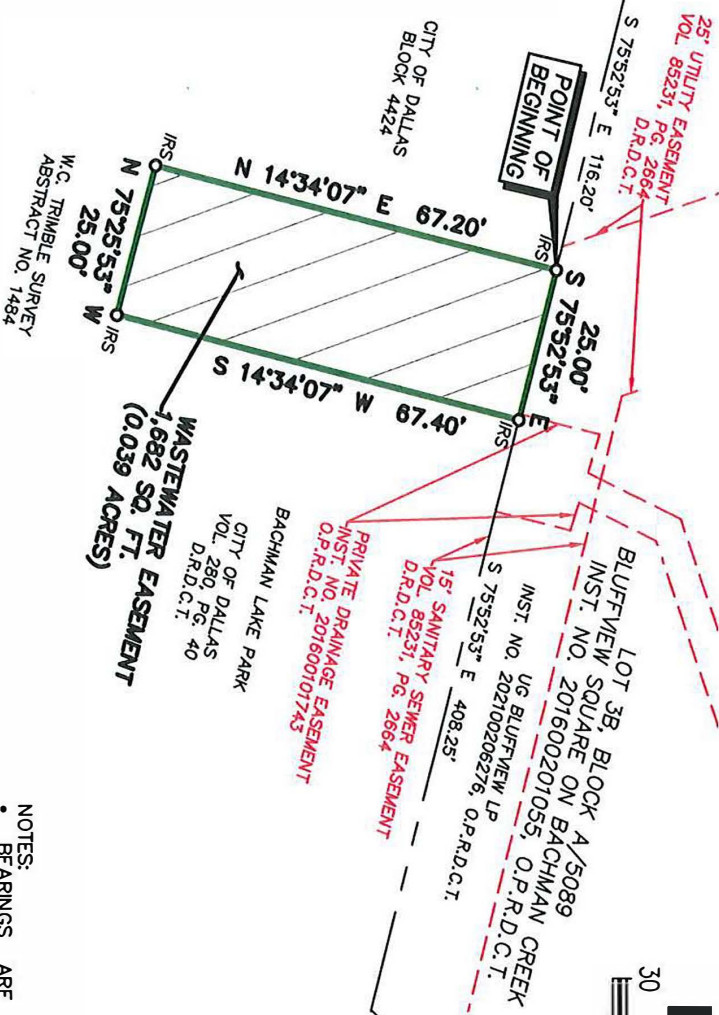 25' UTILITY EASEMENT
VOL. 85231, PG. 2664
D.R.D.C.T.
S 75°52'53" E 116.20'
POINT OF
BEGINNING
CITY OF DALLAS
BLOCK 4424
IRS
N 14°34'07" E 67.20'
IRS
S 75°52'53" E
25.00'
IRS
S 14°34'07" W 67.40'
IRS
N 75°25'53" W
25.00'
W.C. TRIMBLE SURVEY
ABSTRACT NO. 1484
WASTEWATER EASEMENT
1,682 SQ. FT.
(0.039 ACRES)
BACHMAN LAKE PARK
CITY OF DALLAS
VOL. 280, PG. 40
D.R.D.C.T.
PRIVATE DRAINAGE EASEMENT
INST. NO. 201600101743
O.P.R.D.C.T.
15' SANITARY SEWER EASEMENT
VOL. 85231, PG. 2664
D.R.D.C.T.
S 75°52'53" E 408.25'
UG BLUFFVIEW LP
INST. NO. 202100206276, O.P.R.D.C.T.
LOT 3B, BLOCK A/5089
BLUFFVIEW SQUARE ON BACHMAN CREEK
INST. NO. 201600201055, O.P.R.D.C.T.
30
NOTES:
• BEARINGS ARE